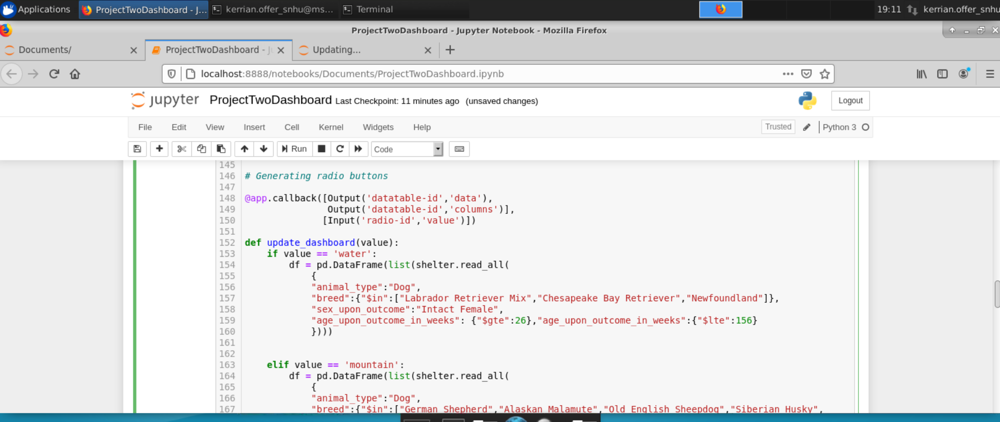 Applications ProjectTwoDashboard - J... kerrian.offer_snhu@ms... Terminal 19:11 kerrian.offer_snhu
ProjectTwoDashboard - Jupyter Notebook - Mozilla Firefox
Documents/ ProjectTwoDashboard - Ju Updating...
localhost:8888/notebooks/Documents/ProjectTwoDashboard.ipynb
jupyter ProjectTwoDashboard Last Checkpoint: 11 minutes ago (unsaved changes) Logout
File Edit View Insert Cell Kernel Widgets Help Trusted Python 3
Run Code
145
146 # Generating radio buttons
147
148 @app.callback([Output('datatable-id','data'),
149 Output('datatable-id','columns')],
150 [Input('radio-id','value')])
151
152 def update_dashboard(value):
153 if value == 'water':
154 df = pd.DataFrame(list(shelter.read_all(
155 {
156 "animal_type":"Dog",
157 "breed":{"$in":["Labrador Retriever Mix","Chesapeake Bay Retriever","Newfoundland"]},
158 "sex_upon_outcome":"Intact Female",
159 "age_upon_outcome_in_weeks": {"$gte":26},"age_upon_outcome_in_weeks":{"$lte":156}
160 })))
161
162
163 elif value == 'mountain':
164 df = pd.DataFrame(list(shelter.read_all(
165 {
166 "animal_type":"Dog",
167 "breed":{"$in":["German Shepherd","Alaskan Malamute","Old English Sheepdog","Siberian Husky",